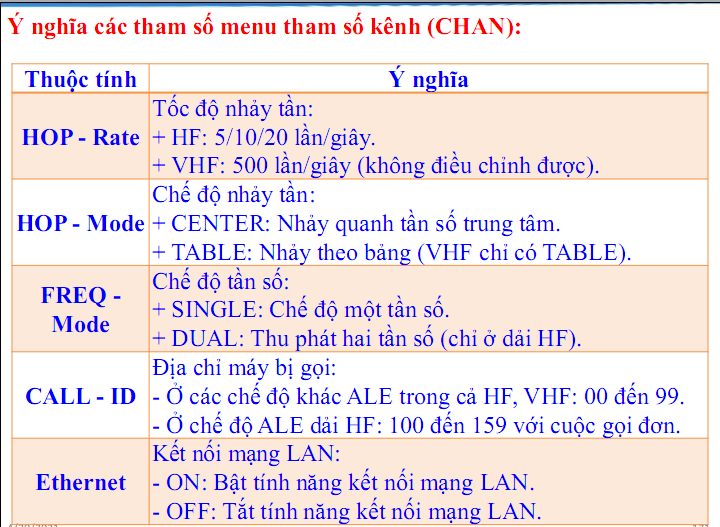 Ý nghĩa các tham số menu tham số kênh (CHAN):
Thuộc tính
Ý nghĩa
HOP - Rate
Tốc độ nhảy tần:
+ HF: 5/10/20 lần/giây.
+ VHF: 500 lần/giây (không điều chỉnh được).
HOP - Mode
Chế độ nhảy tần:
+ CENTER: Nhảy quanh tần số trung tâm.
+ TABLE: Nhảy theo bảng (VHF chỉ có TABLE).
FREQ -
Mode
Chế độ tần số:
+ SINGLE: Chế độ một tần số.
+ DUAL: Thu phát hai tần số (chỉ ở dải HF).
CALL - ID
Địa chỉ máy bị gọi:
- Ở các chế độ khác ALE trong cả HF, VHF: 00 đến 99.
- Ở chế độ ALE dải HF: 100 đến 159 với cuộc gọi đơn.
Ethernet
Kết nối mạng LAN:
- ON: Bật tính năng kết nối mạng LAN.
- OFF: Tắt tính năng kết nối mạng LAN.